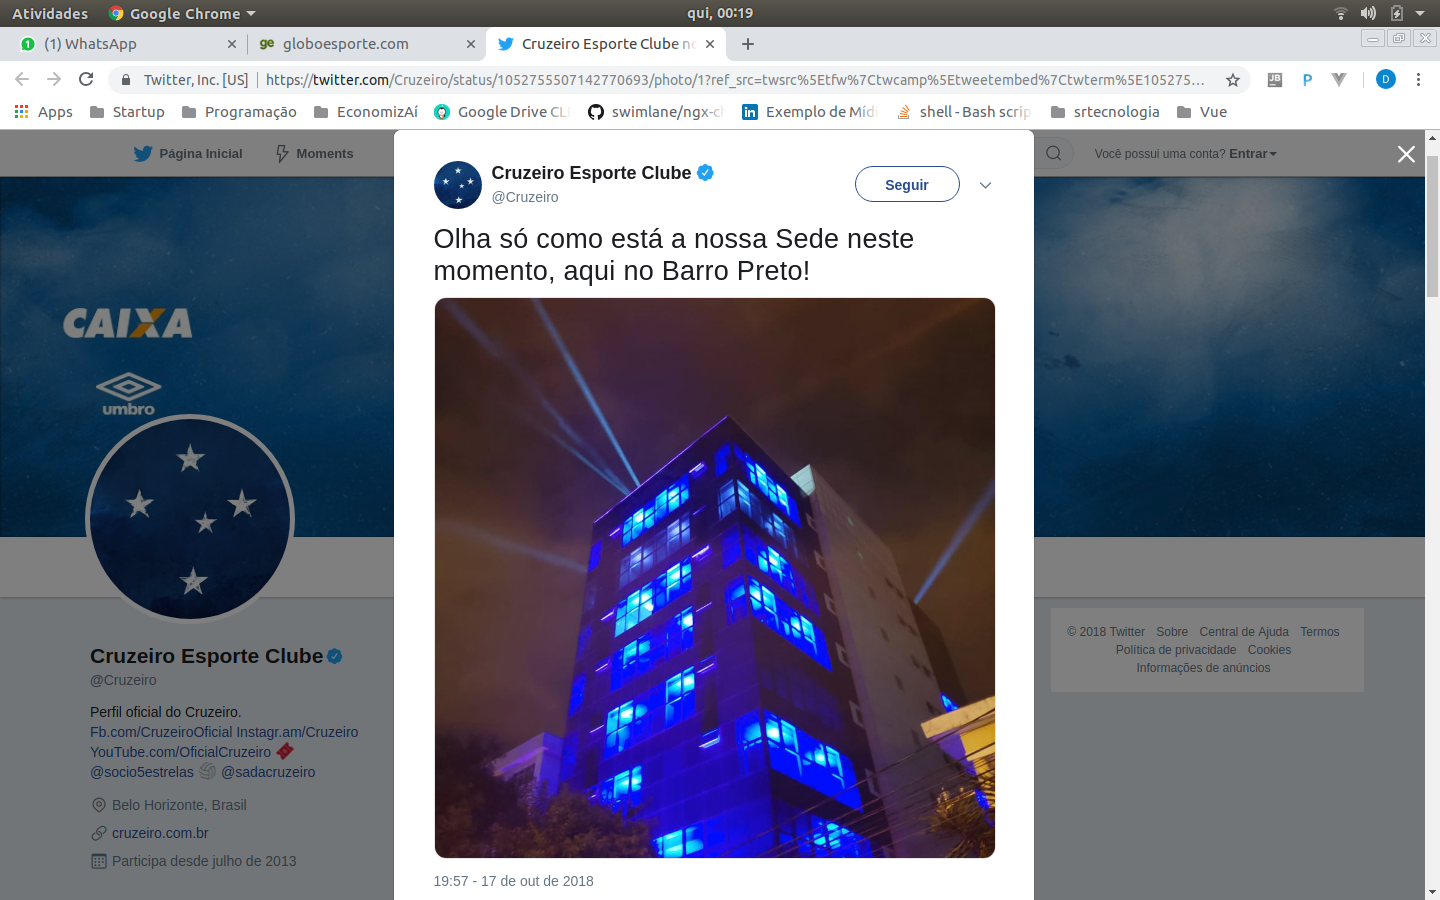 Atividades
Google Chrome
qui, 00:19
(1) WhatsApp
globoesporte.com
Cruzeiro Esporte Clube no
Twitter, Inc. [US]
https://twitter.com/Cruzeiro/status/1052755507142770693/photo/1?ref_src=twsrc%5Etfw%7Ctwcamp%5Etweetembed%7Ctwterm%5E105275...
Apps
Startup
Programação
EconomizAí
Google Drive CLI
swimlane/ngx-ch
Exemplo de Mídi
shell - Bash scrip
srtecnologia
Vue
Página Inicial
Moments
Você possui uma conta? Entrar
CAIXA
umbro
Cruzeiro Esporte Clube
@Cruzeiro
Seguir
Olha só como está a nossa Sede neste
momento, aqui no Barro Preto!
19:57 - 17 de out de 2018
Cruzeiro Esporte Clube
@Cruzeiro
Perfil oficial do Cruzeiro.
Fb.com/CruzeiroOficial Instagr.am/Cruzeiro
YouTube.com/OficialCruzeiro
@socio5estrelas @sadacruzeiro
Belo Horizonte, Brasil
cruzeiro.com.br
Participa desde julho de 2013
© 2018 Twitter Sobre Central de Ajuda Termos
Política de privacidade Cookies
Informações de anúncios